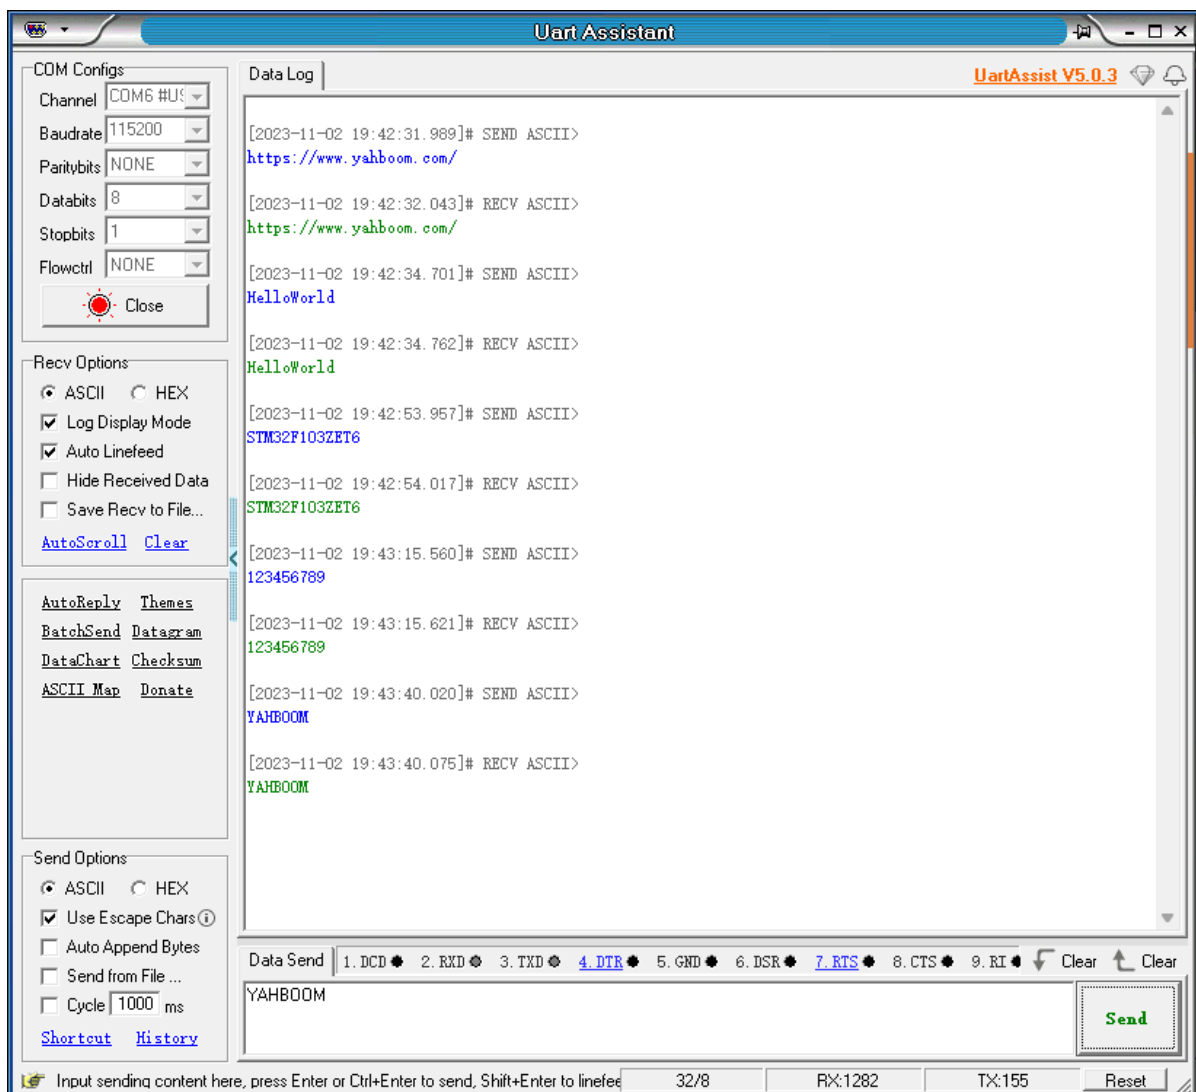 Uart Assistant
COM Configs
Channel COM6 #US
Baudrate 115200
Paritybits NONE
Databits 8
Stopbits 1
Flowctrl NONE
Close
Recv Options
ASCII HEX
Log Display Mode
Auto Linefeed
Hide Received Data
Save Recv to File...
AutoScroll Clear
AutoReply Themes
BatchSend Datagram
DataChart Checksum
ASCII Map Donate
Send Options
ASCII HEX
Use Escape Chars
Auto Append Bytes
Send from File ...
Cycle 1000 ms
Shortcut History
Data Log
UartAssist V5.0.3
[2023-11-02 19:42:31.989]# SEND ASCII>
https://www.yahboom.com/
[2023-11-02 19:42:32.043]# RECV ASCII>
https://www.yahboom.com/
[2023-11-02 19:42:34.701]# SEND ASCII>
HelloWorld
[2023-11-02 19:42:34.762]# RECV ASCII>
HelloWorld
[2023-11-02 19:42:53.957]# SEND ASCII>
STM32F103ZET6
[2023-11-02 19:42:54.017]# RECV ASCII>
STM32F103ZET6
[2023-11-02 19:43:15.560]# SEND ASCII>
123456789
[2023-11-02 19:43:15.621]# RECV ASCII>
123456789
[2023-11-02 19:43:40.020]# SEND ASCII>
YAHBOOM
[2023-11-02 19:43:40.075]# RECV ASCII>
YAHBOOM
Data Send 1.DCD 2.RXD 3.TXD 4.DTR 5.GND 6.DSR 7.RTS 8.CTS 9.RI Clear Clear
YAHBOOM
Send
Input sending content here, press Enter or Ctrl+Enter to send, Shift+Enter to linefee 32/8 RX:1282 TX:155 Reset